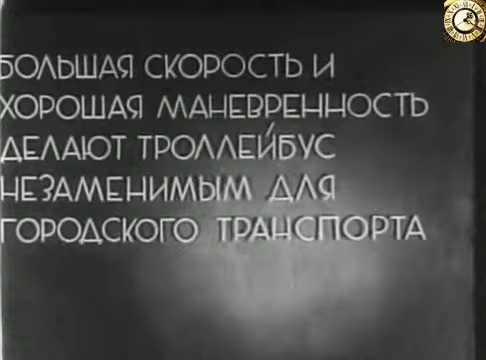 БОЛЬШАЯ СКОРОСТЬ И
ХОРОШАЯ МАНЕВРЕННОСТЬ
ДЕЛАЮТ ТРОЛЛЕЙБУС
НЕЗАМЕНИМЫМ ДЛЯ
ГОРОДСКОГО ТРАНСПОРТА